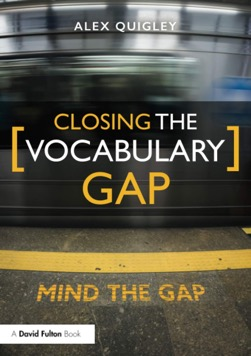 ALEX QUIGLEY
CLOSING THE
[VOCABULARY]
GAP
MIND THE GAP
A David Fulton Book